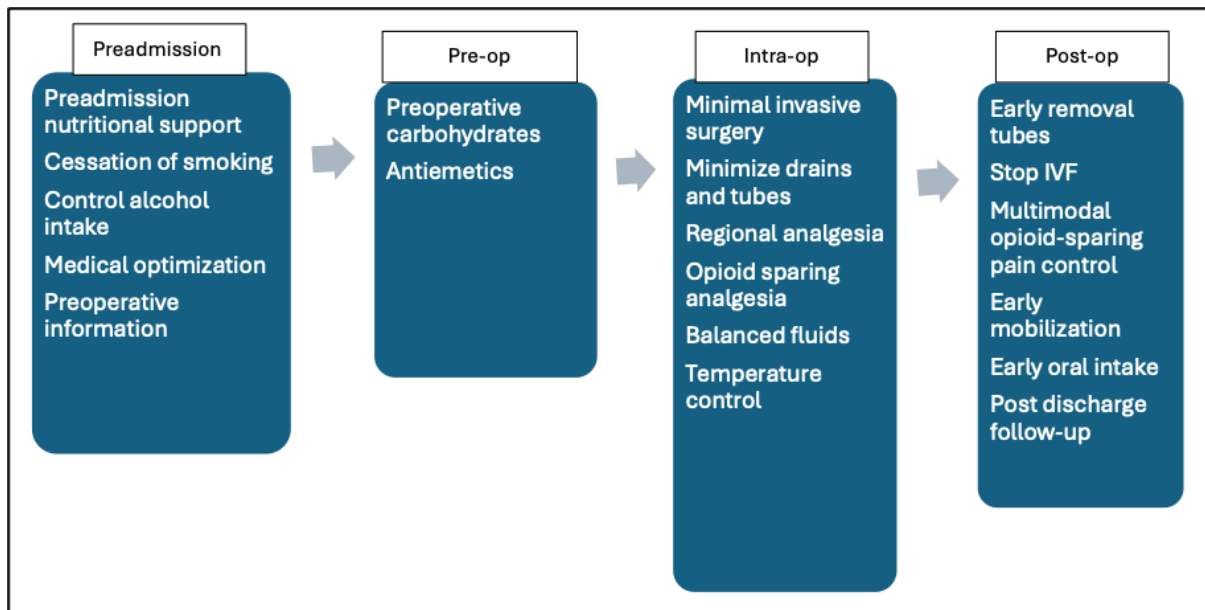 Preadmission
Preadmission
nutritional support
Cessation of smoking
Control alcohol
intake
Medical optimization
Preoperative
information
Pre-op
Preoperative
carbohydrates
Antiemetics
Intra-op
Minimal invasive
surgery
Minimize drains
and tubes
Regional analgesia
Opioid sparing
analgesia
Balanced fluids
Temperature
control
Post-op
Early removal
tubes
Stop IVF
Multimodal
opioid-sparing
pain control
Early
mobilization
Early oral intake
Post discharge
follow-up